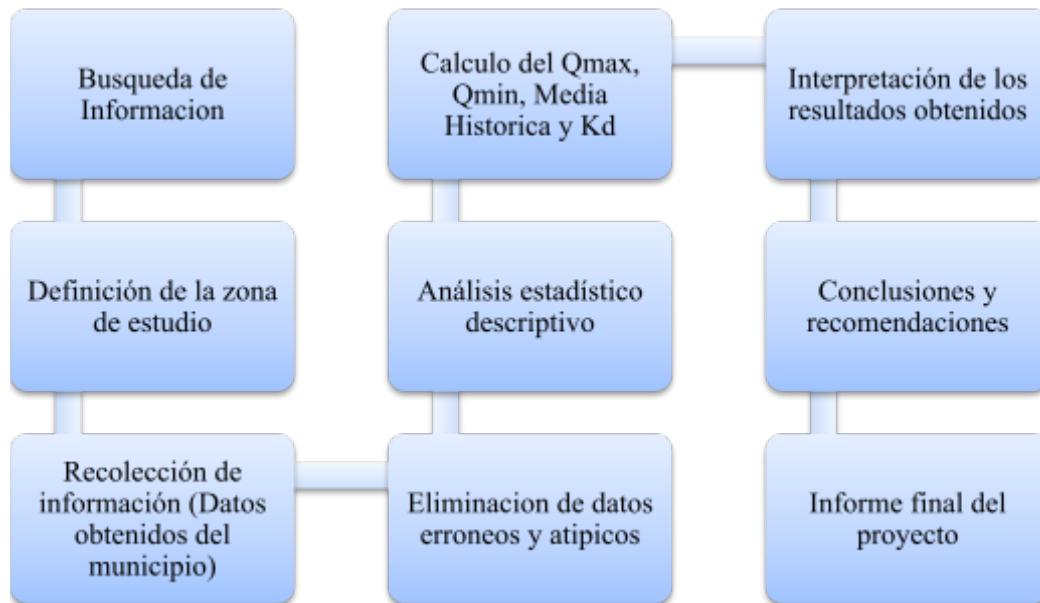 Busqueda de
Informacion
Definición de la zona
de estudio
Recolección de
información (Datos
obtenidos del
municipio)
Eliminacion de datos
erroneos y atipicos
Análisis estadístico
descriptivo
Calculo del Qmax,
Qmin, Media
Historica y Kd
Interpretación de los
resultados obtenidos
Conclusiones y
recomendaciones
Informe final del
proyecto